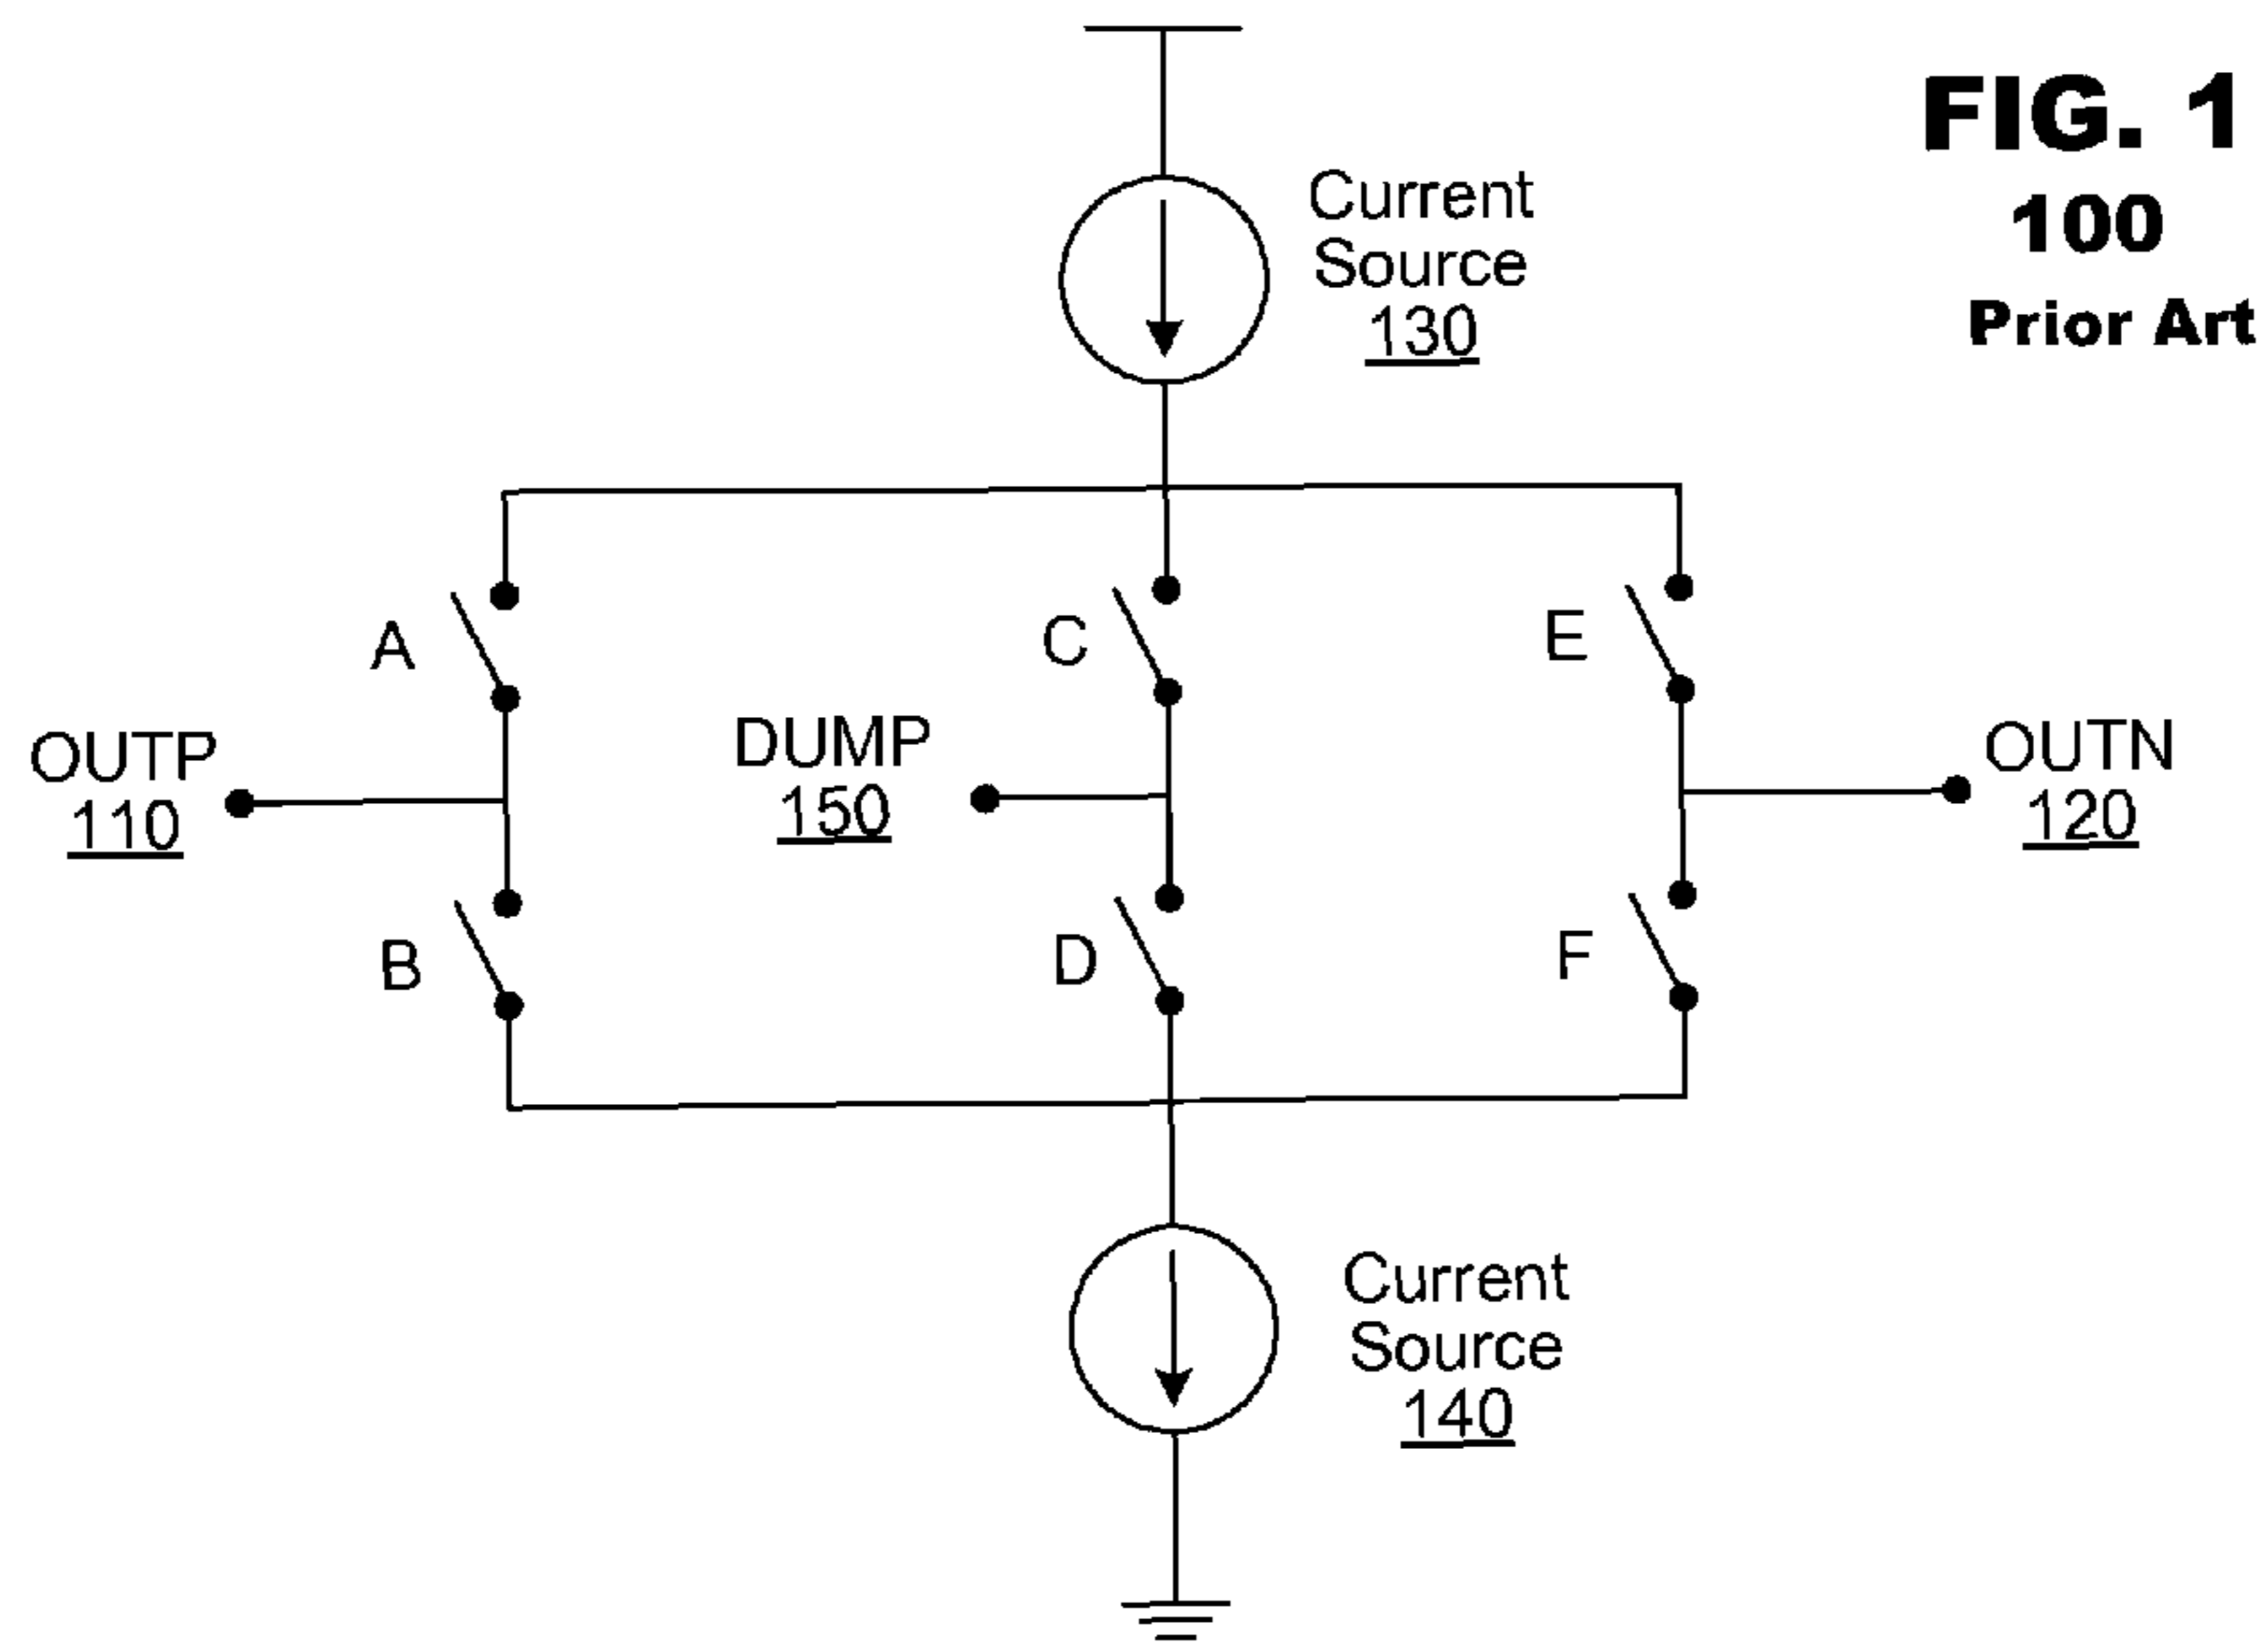 FIG. 1
100
Prior Art
Current
Source
130
A
C
E
OUTP
110
DUMP
150
OUTN
120
B
D
F
Current
Source
140